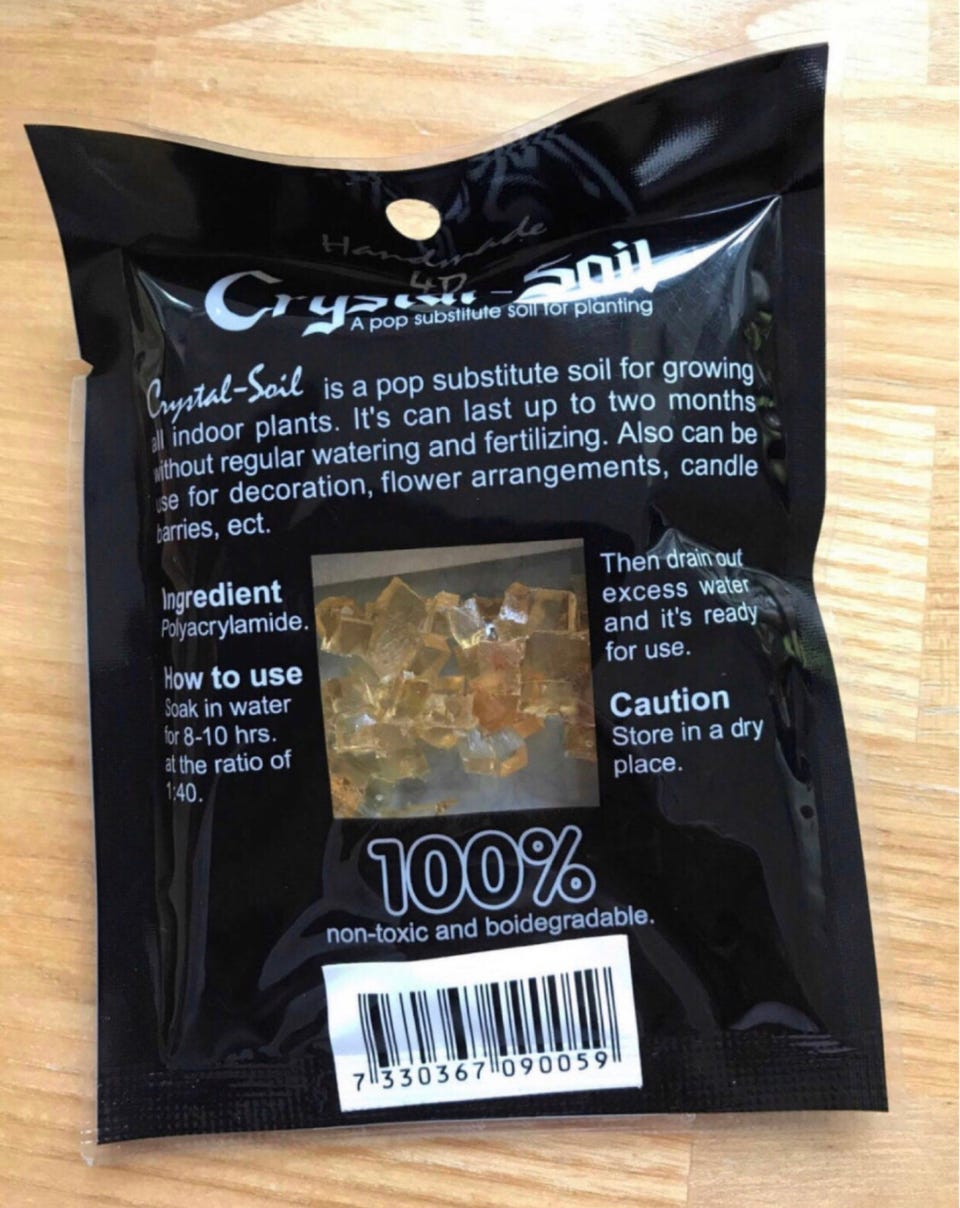 Handmade
4D
Crystal-Soil
A pop substitute soil for planting
Crystal-Soil is a pop substitute soil for growing
all indoor plants. It's can last up to two months
without regular watering and fertilizing. Also can be
use for decoration, flower arrangements, candle
barries, ect.
Ingredient
Polyacrylamide.
How to use
Soak in water
for 8-10 hrs.
at the ratio of
1:40.
Then drain out
excess water
and it's ready
for use.
Caution
Store in a dry
place.
100%
non-toxic and boidegradable.
7 330367 090059